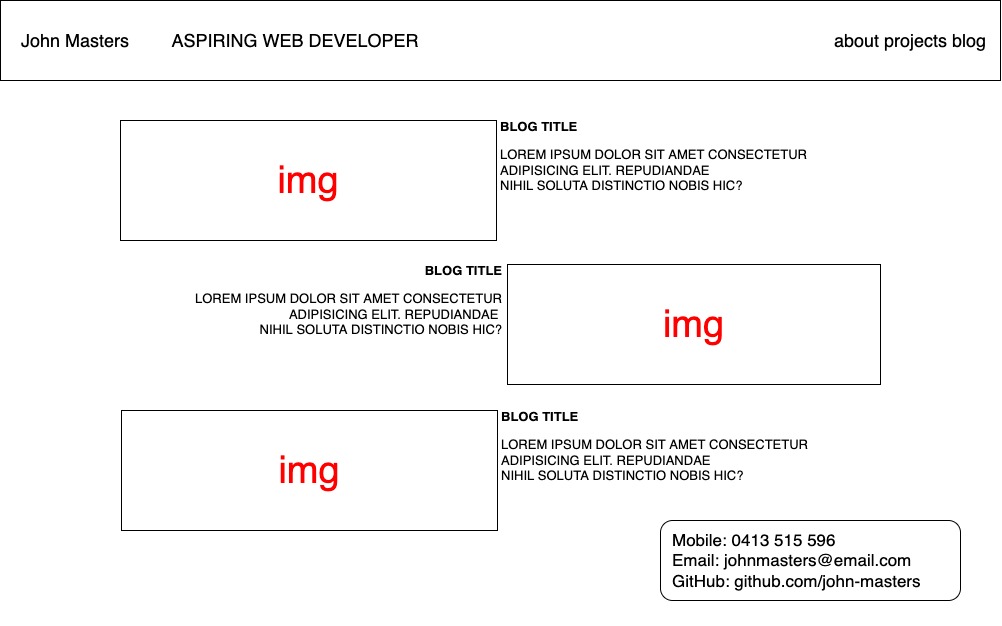 John Masters ASPIRING WEB DEVELOPER about projects blog
img
BLOG TITLE
LOREM IPSUM DOLOR SIT AMET CONSECTETUR
ADIPISICING ELIT. REPUDIANDAE
NIHIL SOLUTA DISTINCTIO NOBIS HIC?
BLOG TITLE
LOREM IPSUM DOLOR SIT AMET CONSECTETUR
ADIPISICING ELIT. REPUDIANDAE
NIHIL SOLUTA DISTINCTIO NOBIS HIC?
img
img
BLOG TITLE
LOREM IPSUM DOLOR SIT AMET CONSECTETUR
ADIPISICING ELIT. REPUDIANDAE
NIHIL SOLUTA DISTINCTIO NOBIS HIC?
Mobile: 0413 515 596
Email: johnmasters@email.com
GitHub: github.com/john-masters